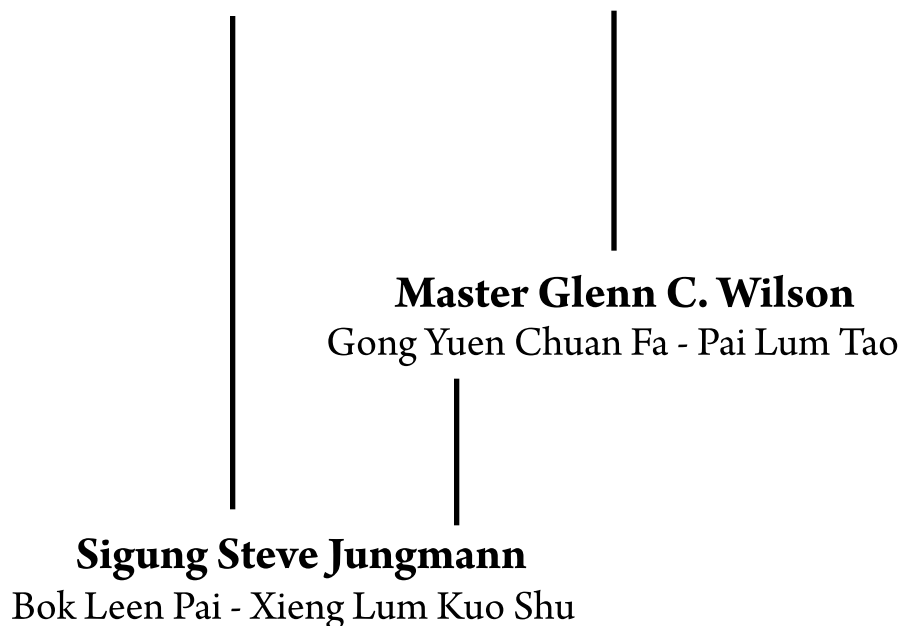 Master Glenn C. Wilson
Gong Yuen Chuan Fa - Pai Lum Tao
Sigung Steve Jungmann
Bok Leen Pai - Xieng Lum Kuo Shu